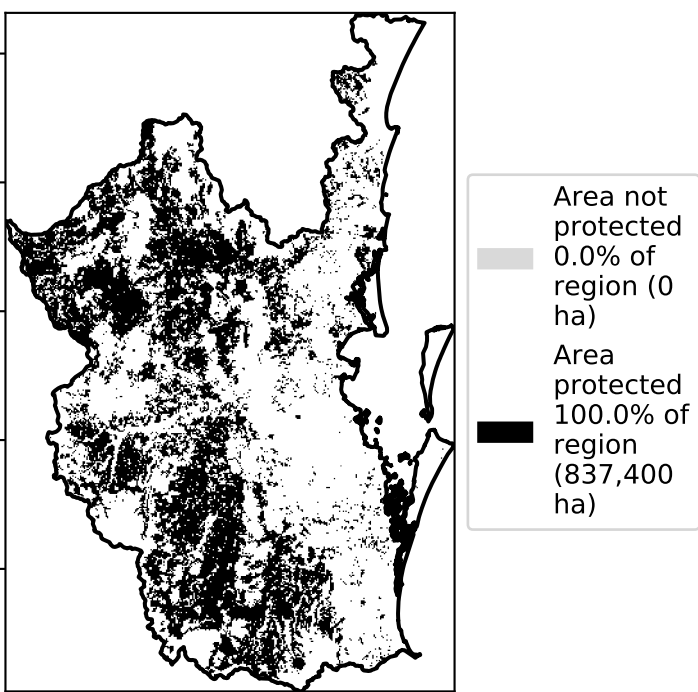 Area not
protected
0.0% of
region (0
ha)
Area
protected
100.0% of
region
(837,400
ha)